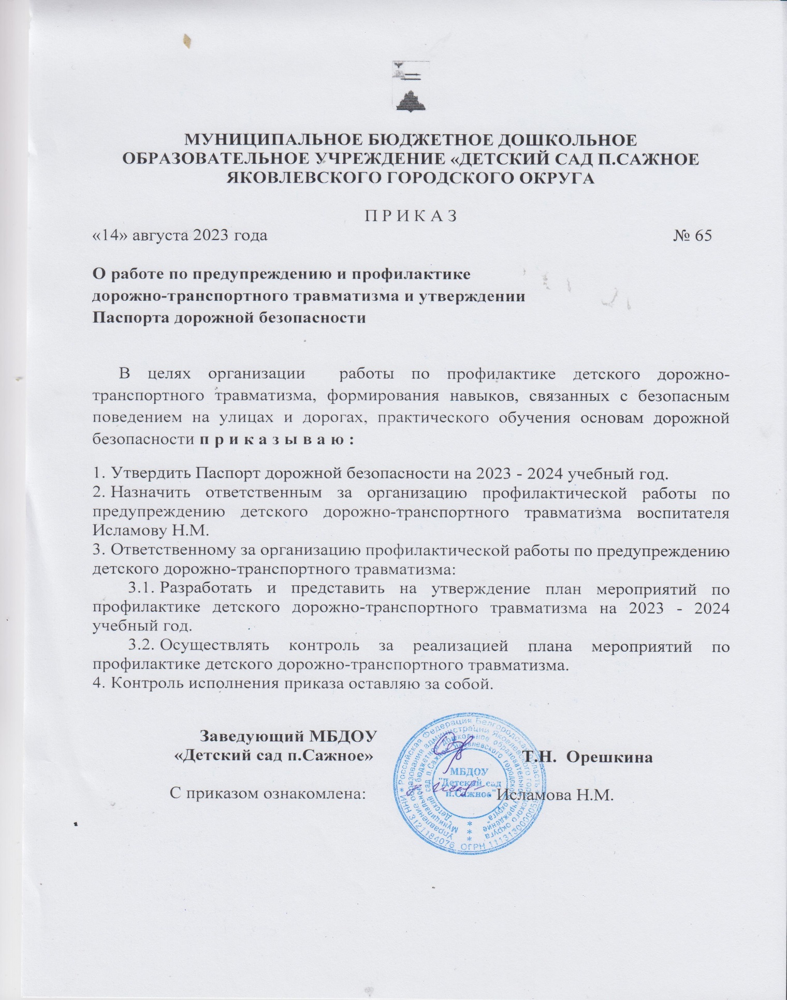 МУНИЦИПАЛЬНОЕ БЮДЖЕТНОЕ ДОШКОЛЬНОЕ
ОБРАЗОВАТЕЛЬНОЕ УЧРЕЖДЕНИЕ «ДЕТСКИЙ САД П.САЖНОЕ
ЯКОВЛЕВСКОГО ГОРОДСКОГО ОКРУГА
П Р И К А З
«14» августа 2023 года № 65
О работе по предупреждению и профилактике
дорожно-транспортного травматизма и утверждении
Паспорта дорожной безопасности
В целях организации работы по профилактике детского дорожно-
транспортного травматизма, формирования навыков, связанных с безопасным
поведением на улицах и дорогах, практического обучения основам дорожной
безопасности п р и к а з ы в а ю :
1. Утвердить Паспорт дорожной безопасности на 2023 - 2024 учебный год.
2. Назначить ответственным за организацию профилактической работы по
предупреждению детского дорожно-транспортного травматизма воспитателя
Исламову Н.М.
3. Ответственному за организацию профилактической работы по предупреждению
детского дорожно-транспортного травматизма:
3.1. Разработать и представить на утверждение план мероприятий по
профилактике детского дорожно-транспортного травматизма на 2023 - 2024
учебный год.
3.2. Осуществлять контроль за реализацией плана мероприятий по
профилактике детского дорожно-транспортного травматизма.
4. Контроль исполнения приказа оставляю за собой.
Заведующий МБДОУ
«Детский сад п.Сажное» Т.Н. Орешкина
С приказом ознакомлена: Исламова Н.М.
МБДОУ
"Детский сад
п.Сажное"
* Российская Федерация Белгородская область *
ИНН 3121184076 ОГРН
Управление образования администрации Яковлевского городского округа
Муниципальное бюджетное дошкольное образовательное учреждение
"Детский сад п.Сажное Яковлевского городского округа"